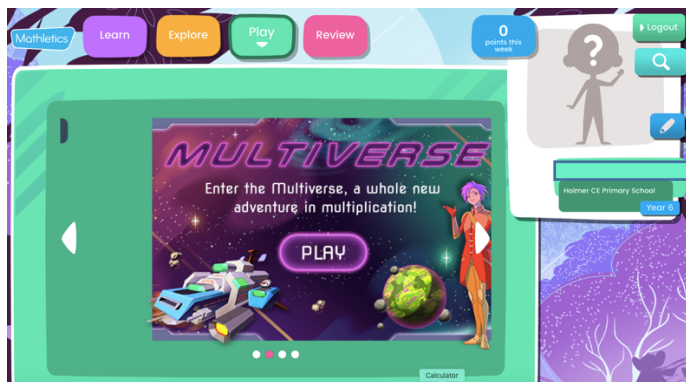 Mathletics
Learn
Explore
Play
Review
0
points this
week
Logout
?
MULTIVERSE
Enter the Multiverse, a whole new
adventure in multiplication!
PLAY
Holmer CE Primary School
Year 6
Calculator